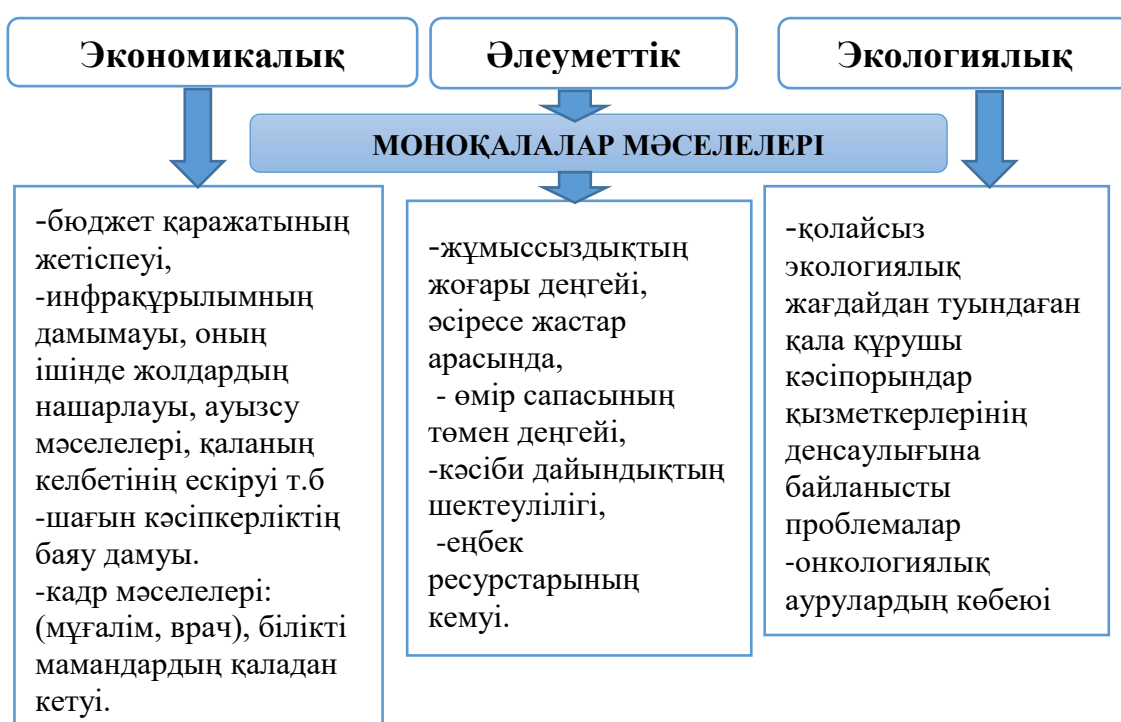 Экономикалық
Әлеуметтік
Экологиялық
МОНОҚАЛАЛАР МӘСЕЛЕЛЕРІ
-бюджет қаражатының
жетіспеуі,
-инфрақұрылымның
дамымауы, оның
ішінде жолдардың
нашарлауы, ауызсу
мәселелері, қаланың
келбетінің ескіруі т.б
-шағын кәсіпкерліктің
баяу дамуы.
-кадр мәселелері:
(мұғалім, врач), білікті
мамандардың қаладан
кетуі.
-жұмыссыздықтың
жоғары деңгейі,
әсіресе жастар
арасында,
- өмір сапасының
төмен деңгейі,
-кәсіби дайындықтың
шектеулілігі,
-еңбек
ресурстарының
кемуі.
-қолайсыз
экологиялық
жағдайдан туындаған
қала құрушы
кәсіпорындар
қызметкерлерінің
денсаулығына
байланысты
проблемалар
-онкологиялық
аурулардың көбеюі